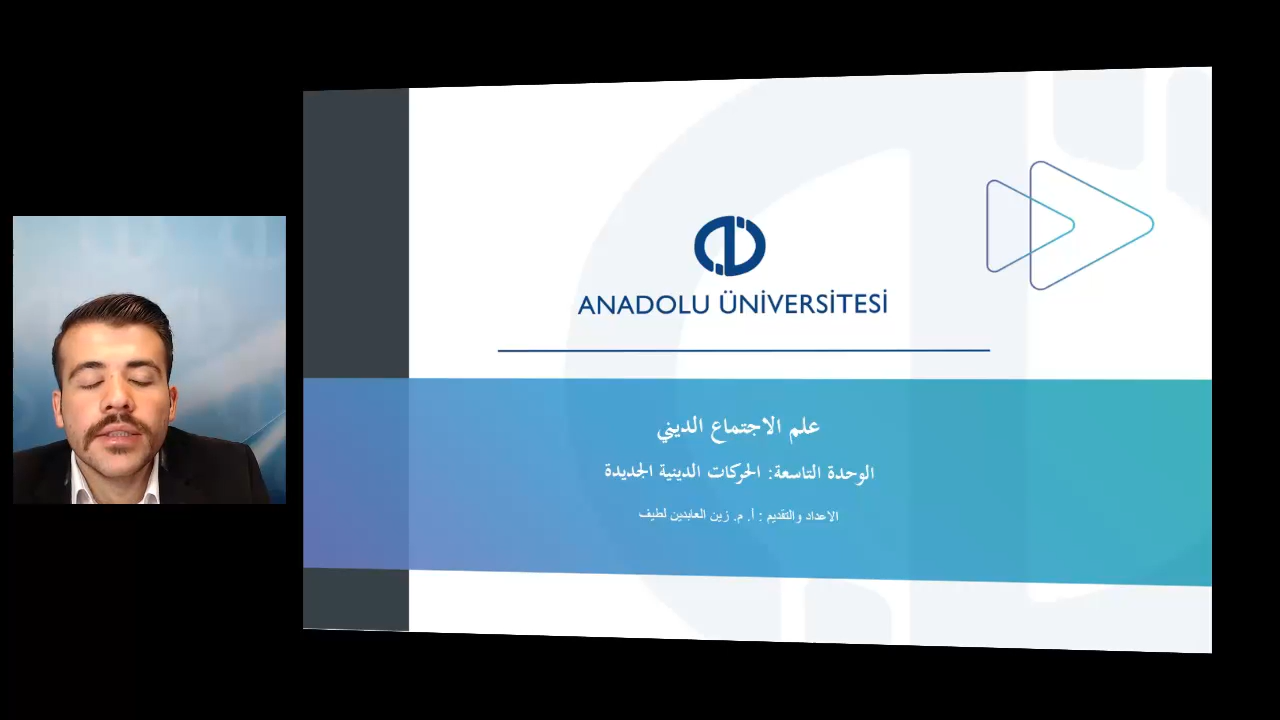 ANADOLU ÜNİVERSİTESİ
علم الاجتماع الديني
الوحدة التاسعة: الحركات الدينية الجديدة
الاعداد والتقديم : أ. م. زين العابدين لطيف